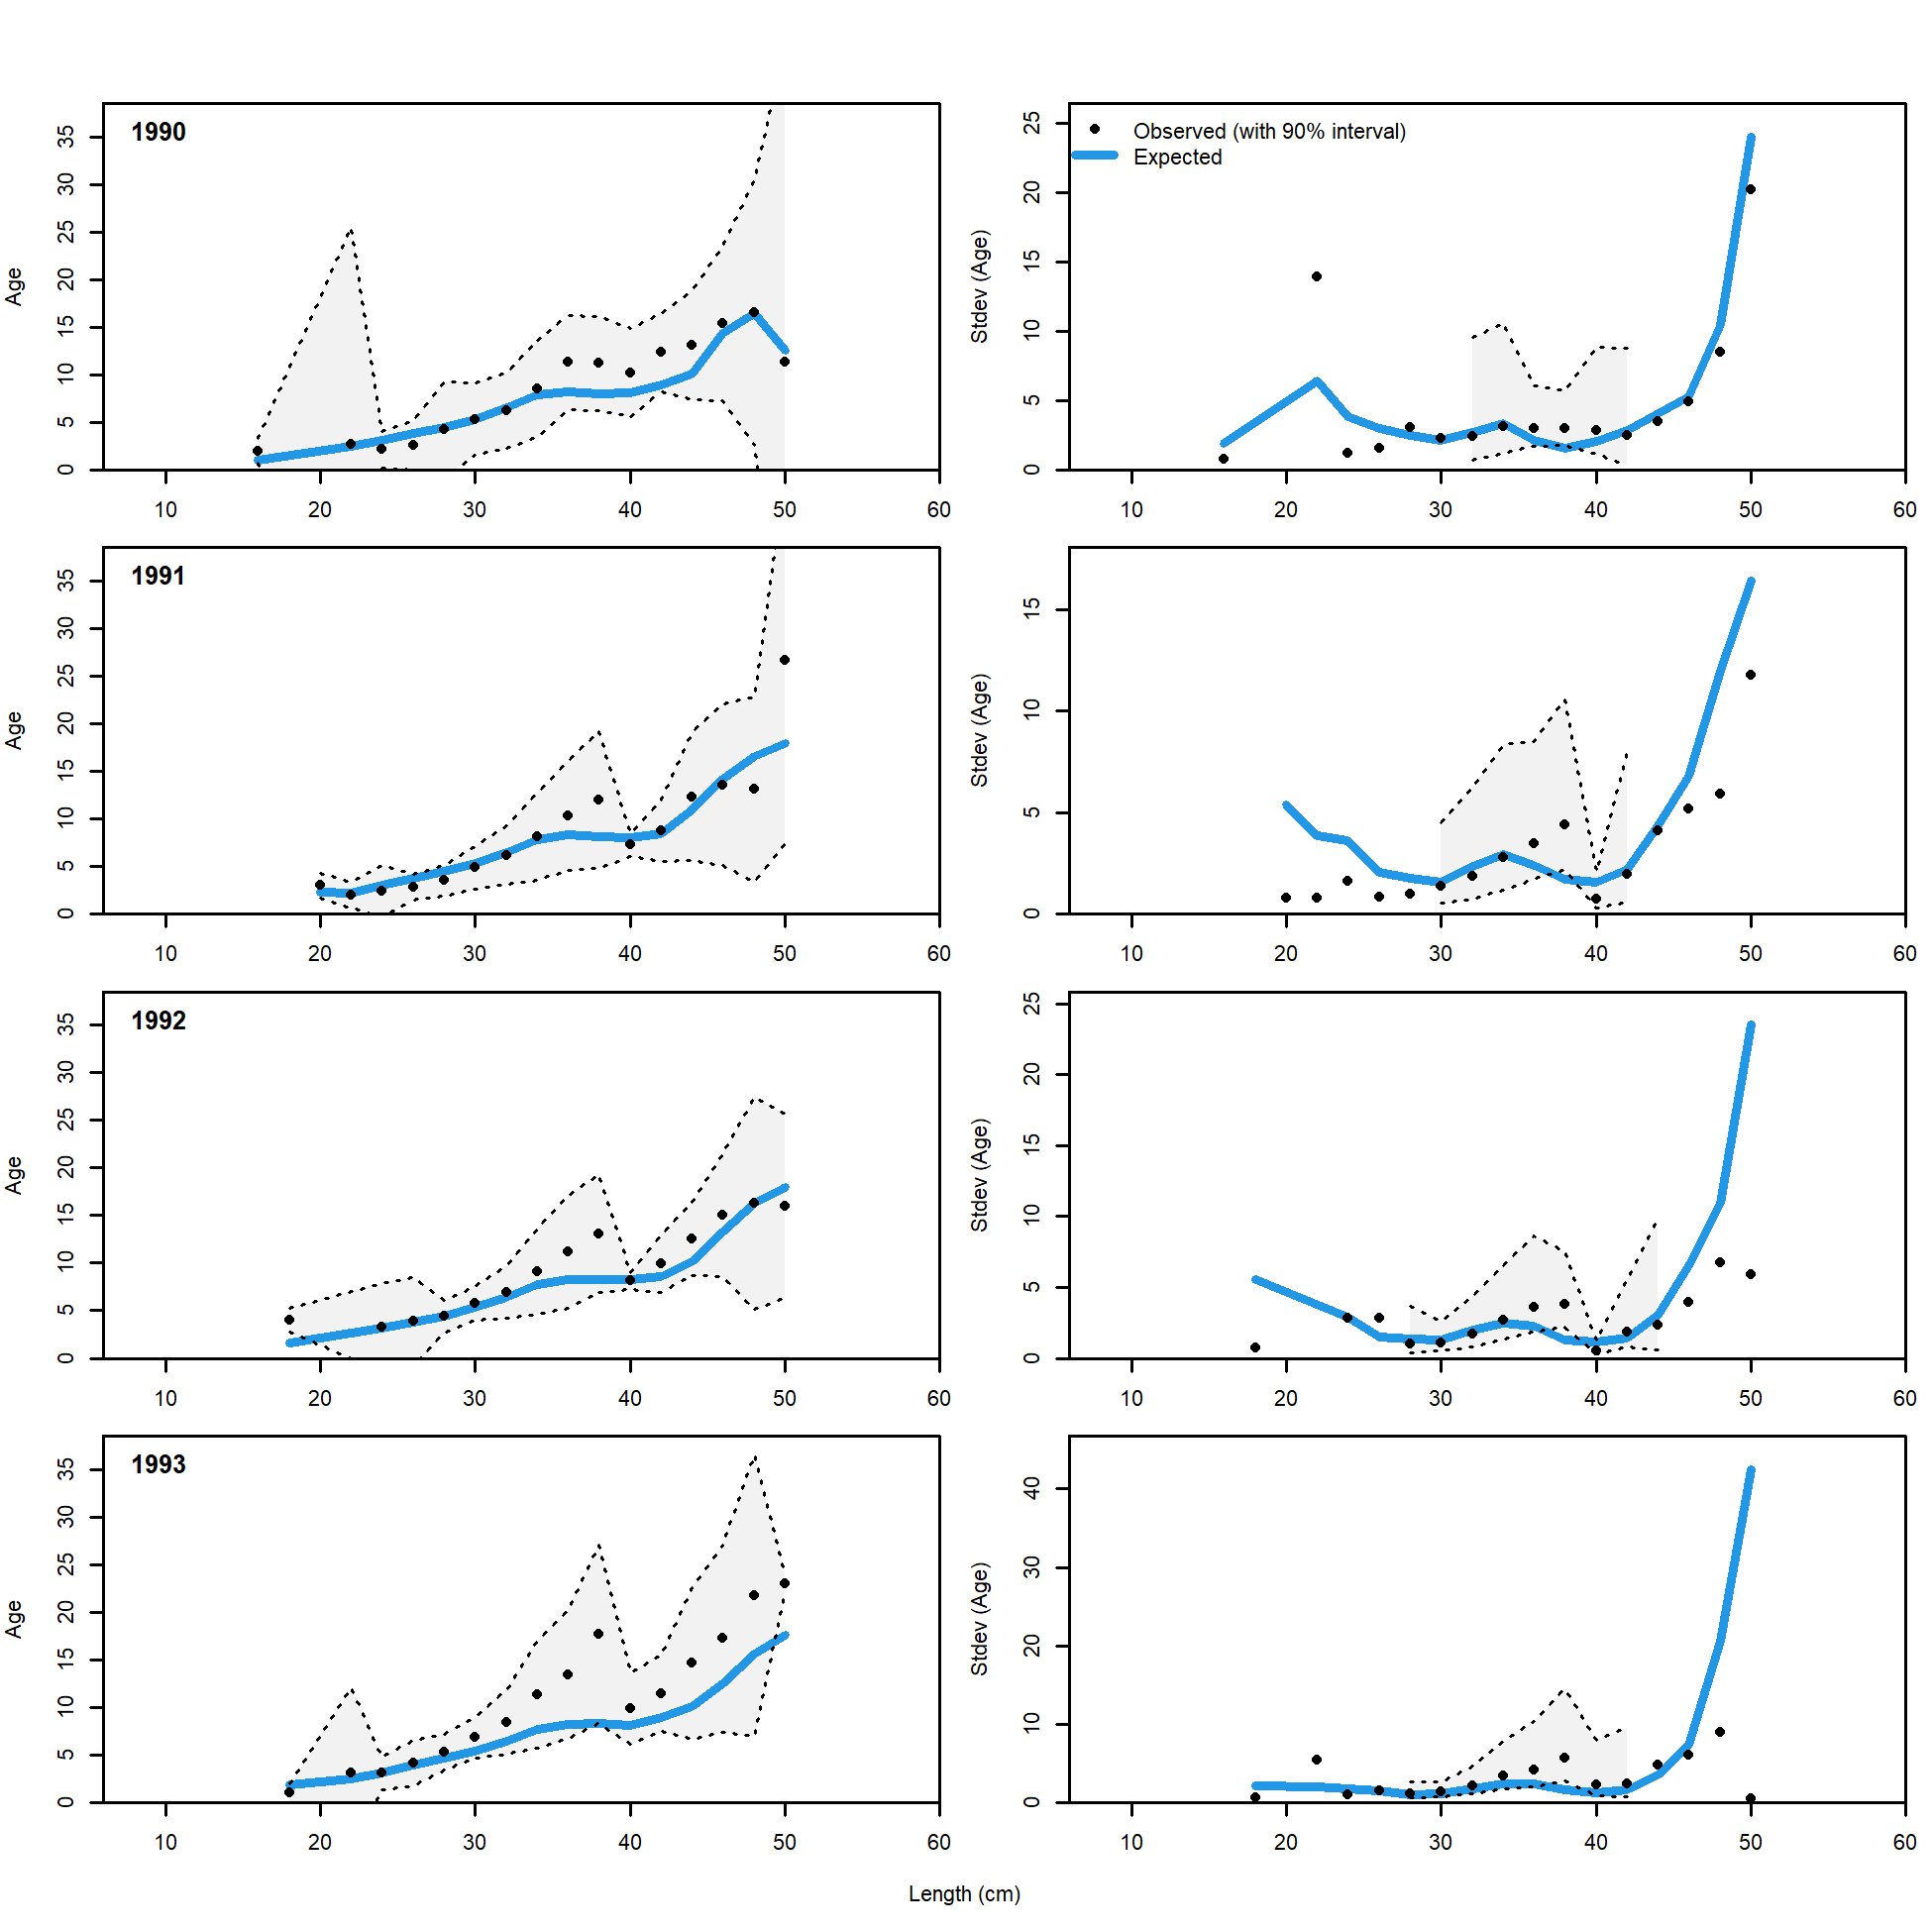 1990
Age
0 5 10 15 20 25 30 35
10 20 30 40 50 60
Observed (with 90% interval)
Expected
Stdev (Age)
0 5 10 15 20 25
10 20 30 40 50 60
1991
Age
0 5 10 15 20 25 30 35
10 20 30 40 50 60
Stdev (Age)
0 5 10 15
10 20 30 40 50 60
1992
Age
0 5 10 15 20 25 30 35
10 20 30 40 50 60
Stdev (Age)
0 5 10 15 20 25
10 20 30 40 50 60
1993
Age
0 5 10 15 20 25 30 35
10 20 30 40 50 60
Stdev (Age)
0 10 20 30 40
10 20 30 40 50 60
Length (cm)